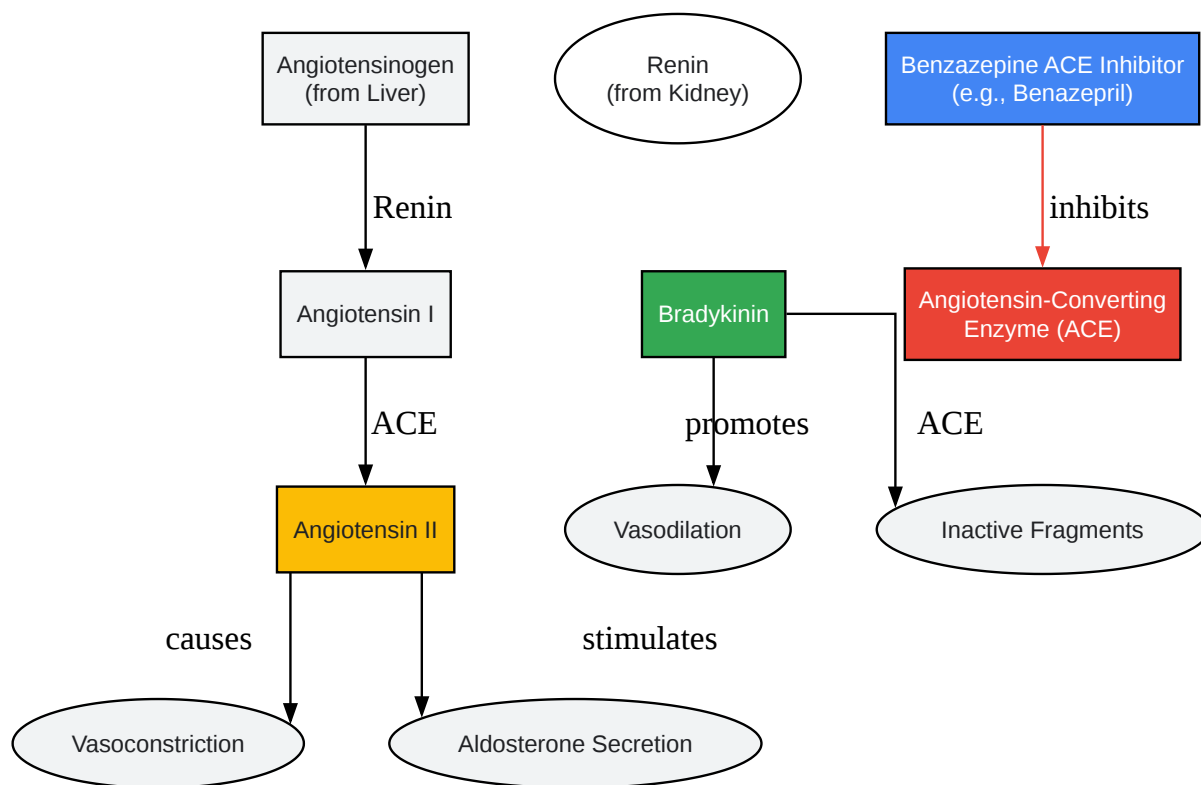 Angiotensinogen
(from Liver)
Renin
(from Kidney)
Benzazepine ACE Inhibitor
(e.g., Benazepril)
Renin
inhibits
Angiotensin I
Bradykinin
Angiotensin-Converting
Enzyme (ACE)
ACE
promotes
ACE
Angiotensin II
Vasodilation
Inactive Fragments
causes
stimulates
Vasoconstriction
Aldosterone Secretion